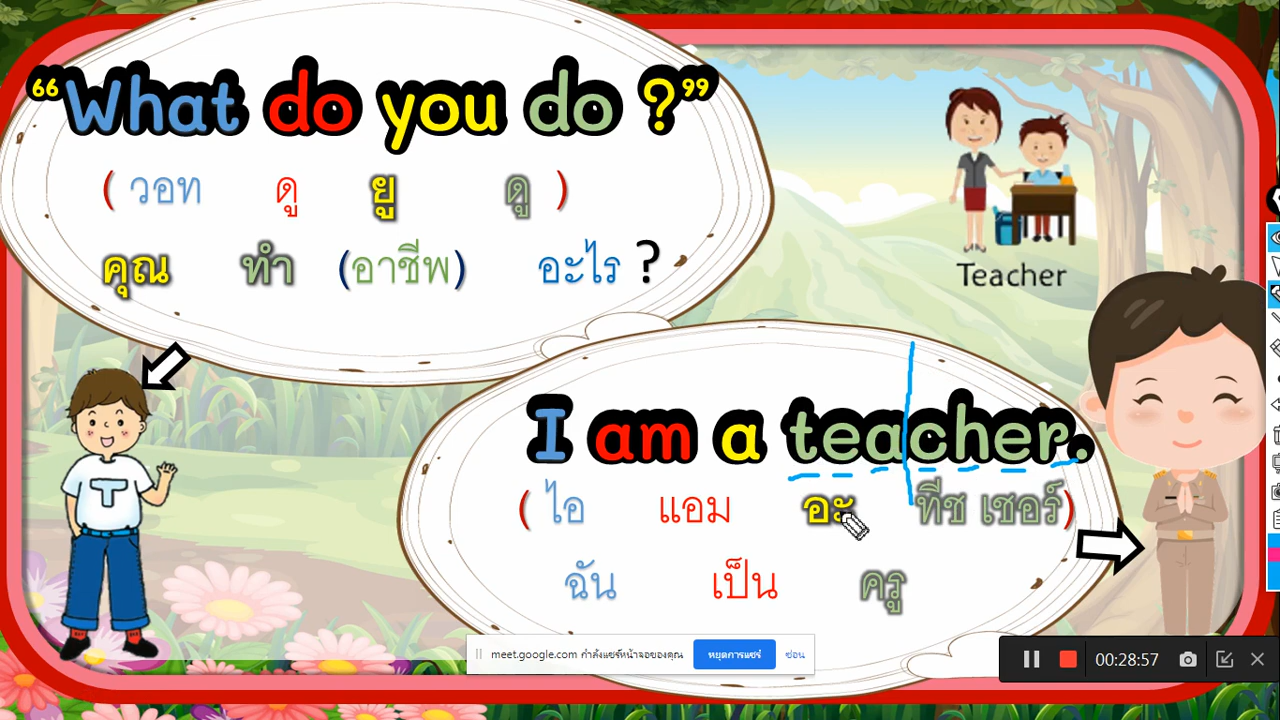 “What do you do ?”
( วอท ดู ยู ดู )
คุณ ทำ (อาชีพ) อะไร ?
Teacher
I am a teacher.
( ไอ แอม อะ ทีช เชอร์)
ฉัน เป็น ครู
T
meet.google.com กำลังแชร์หน้าจอของคุณ หยุดการแชร์ ซ่อน
00:28:57